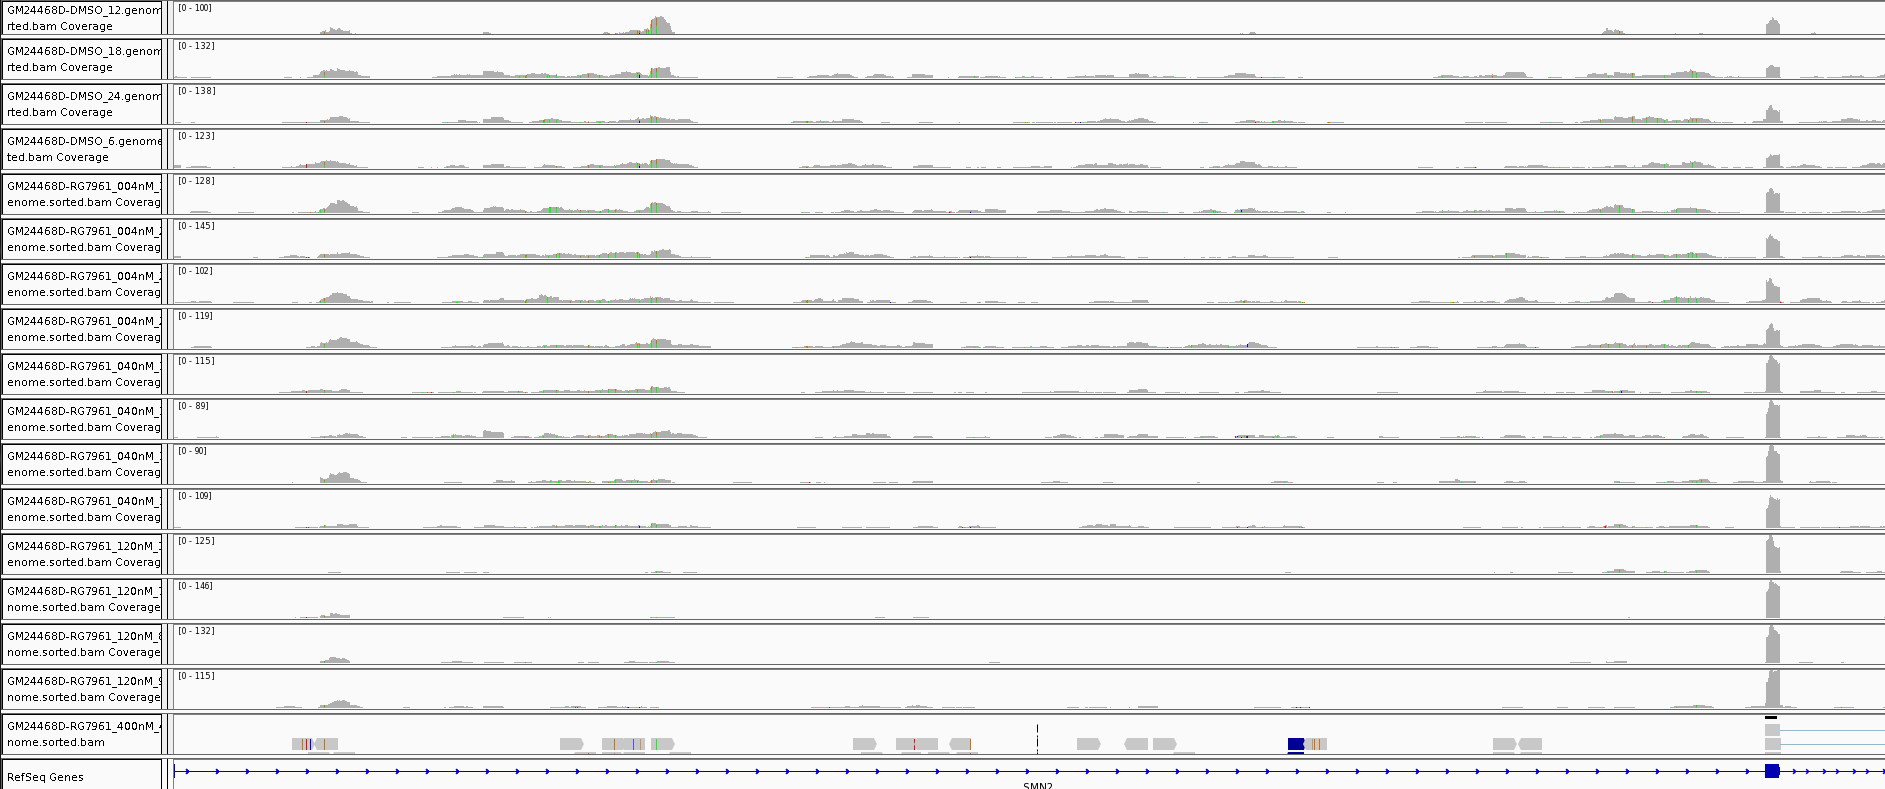 GM24468D-DMSO_12.genom
rted.bam Coverage
[0 - 100]
GM24468D-DMSO_18.genom
rted.bam Coverage
[0 - 132]
GM24468D-DMSO_24.genom
rted.bam Coverage
[0 - 138]
GM24468D-DMSO_6.genome
ted.bam Coverage
[0 - 123]
GM24468D-RG7961_004nM_
enome.sorted.bam Coverag
[0 - 128]
GM24468D-RG7961_004nM_
enome.sorted.bam Coverag
[0 - 145]
GM24468D-RG7961_004nM_
enome.sorted.bam Coverag
[0 - 102]
GM24468D-RG7961_004nM_
enome.sorted.bam Coverag
[0 - 119]
GM24468D-RG7961_040nM_
enome.sorted.bam Coverag
[0 - 115]
GM24468D-RG7961_040nM_
enome.sorted.bam Coverag
[0 - 89]
GM24468D-RG7961_040nM_
enome.sorted.bam Coverag
[0 - 90]
GM24468D-RG7961_040nM_
enome.sorted.bam Coverag
[0 - 109]
GM24468D-RG7961_120nM_
enome.sorted.bam Coverag
[0 - 125]
GM24468D-RG7961_120nM_
nome.sorted.bam Coverage
[0 - 146]
GM24468D-RG7961_120nM_
nome.sorted.bam Coverage
[0 - 132]
GM24468D-RG7961_120nM_
nome.sorted.bam Coverage
[0 - 115]
GM24468D-RG7961_400nM_
nome.sorted.bam
RefSeq Genes
SMN2